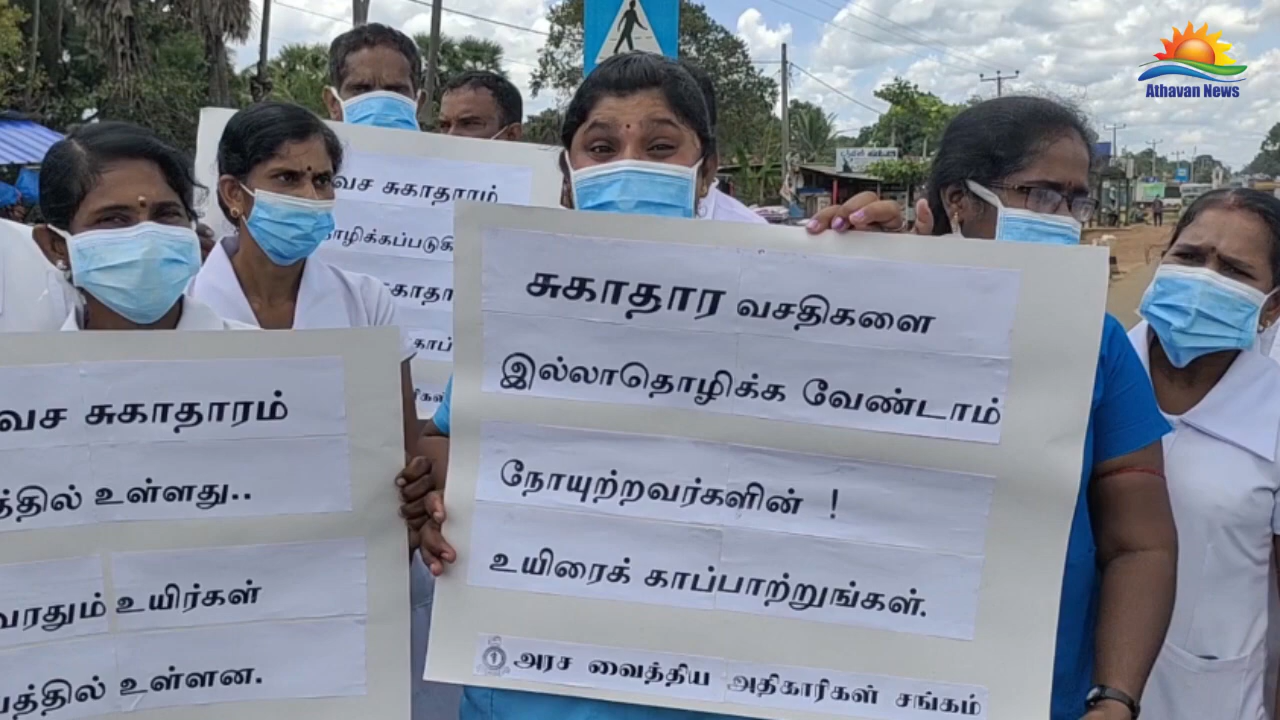 Athavan News
வச சுகாதாரம்
சுகாதார வசதிகளை
இல்லாதொழிக்க வேண்டாம்
நோயுற்றவர்களின் !
உயிரைக் காப்பாற்றுங்கள்.
அரச வைத்திய அதிகாரிகள் சங்கம்
வச சுகாதாரம்
த்தில் உள்ளது..
வரதும் உயிர்கள்
பத்தில் உள்ளன.